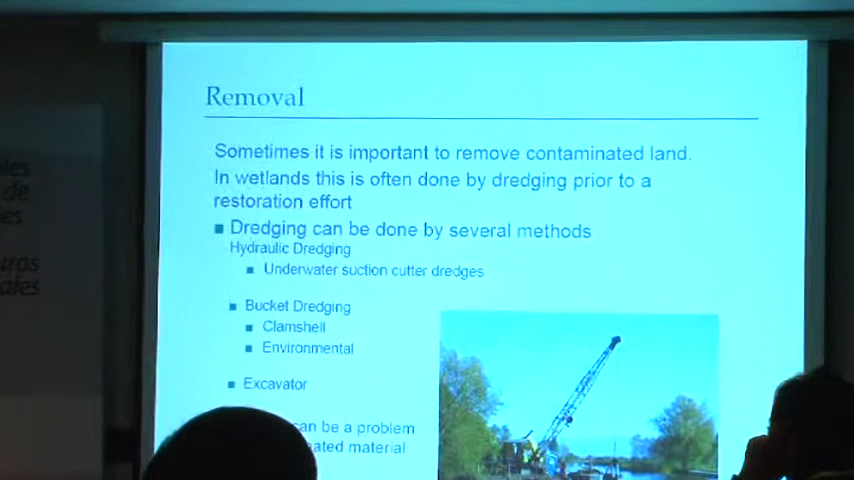 Removal
Sometimes it is important to remove contaminated land.
In wetlands this is often done by dredging prior to a
restoration effort
Dredging can be done by several methods
Hydraulic Dredging
Underwater suction cutter dredges
Bucket Dredging
Clamshell
Environmental
Excavator
can be a problem
material
de